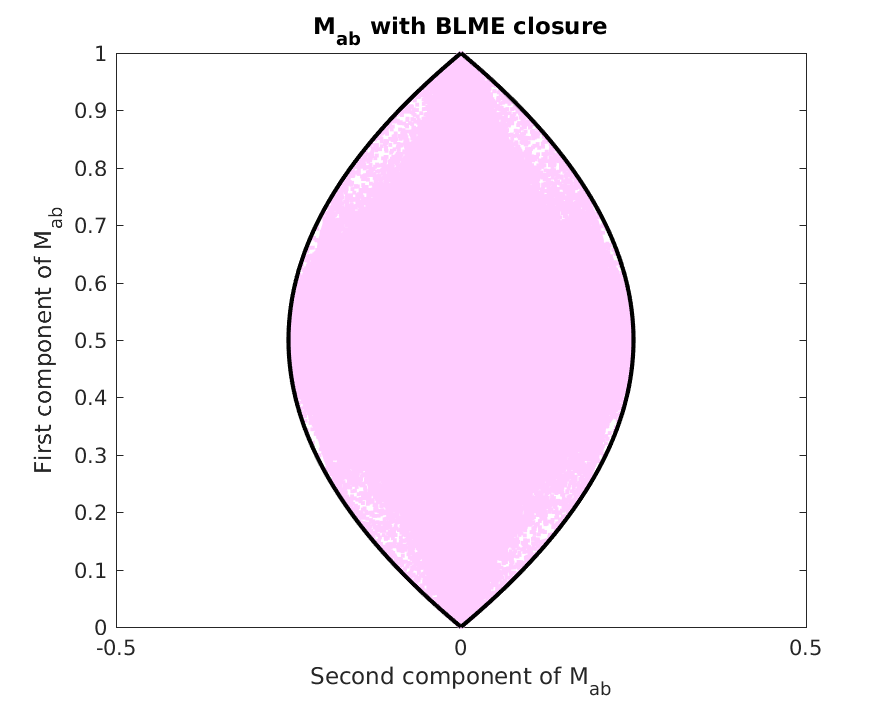 M_ab with BLME closure
First component of M_ab
1
0.9
0.8
0.7
0.6
0.5
0.4
0.3
0.2
0.1
0
-0.5 0 0.5
Second component of M_ab